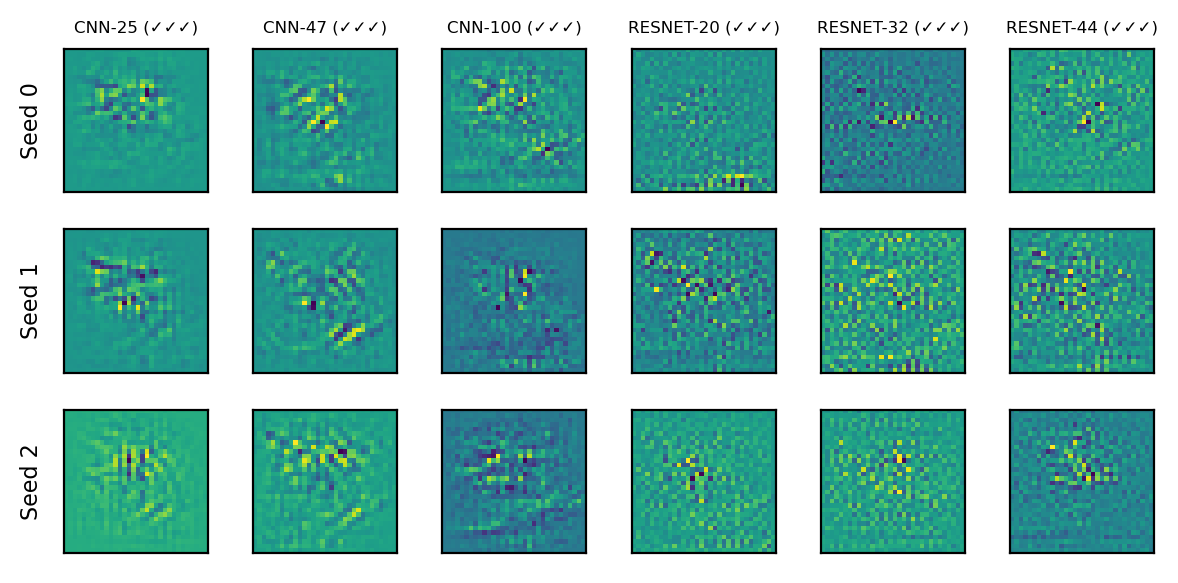 CNN-25 (✓✓✓) CNN-47 (✓✓✓) CNN-100 (✓✓✓) RESNET-20 (✓✓✓) RESNET-32 (✓✓✓) RESNET-44 (✓✓✓)
Seed 0
Seed 1
Seed 2